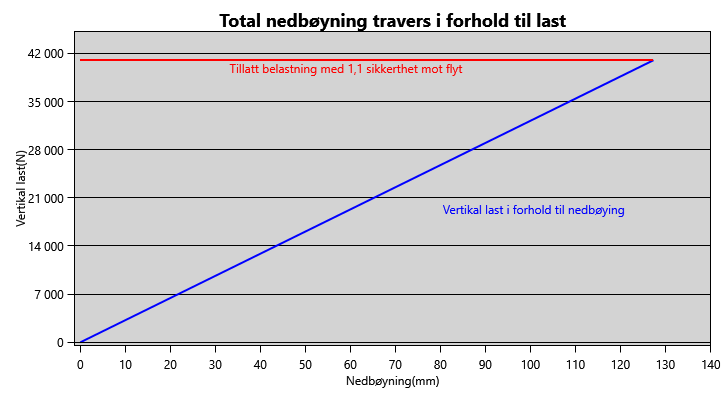 Total nedbøyning travers i forhold til last
42 000
Tillatt belastning med 1,1 sikkerthet mot flyt
35 000
28 000
Vertikal last(N)
21 000
Vertikal last i forhold til nedbøying
14 000
7 000
0
0 10 20 30 40 50 60 70 80 90 100 110 120 130 140
Nedbøyning(mm)